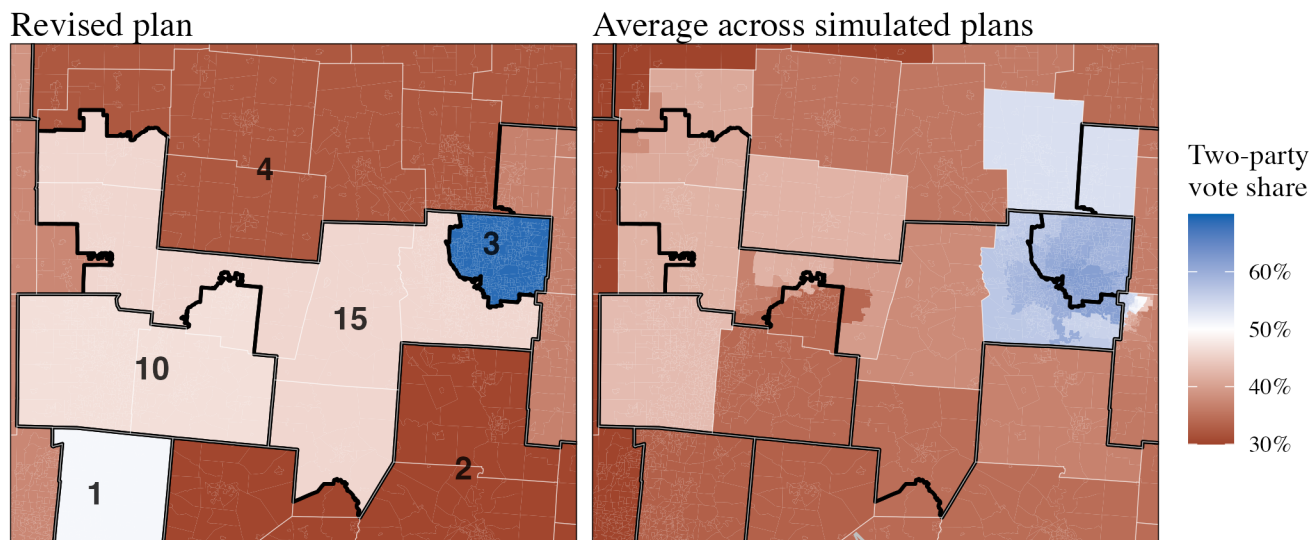 Revised plan
Average across simulated plans
4
3
15
10
1
2
Two-party
vote share
60%
50%
40%
30%